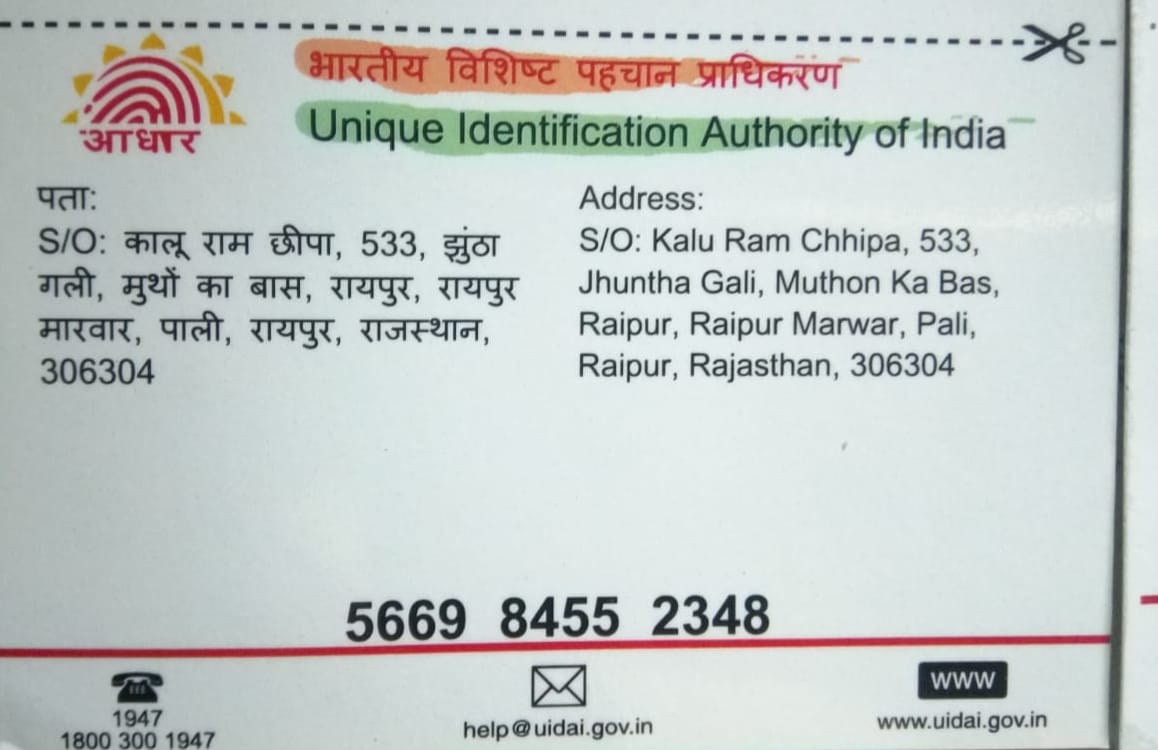 भारतीय विशिष्ट पहचान प्राधिकरण
आधार
Unique Identification Authority of India
पता:
S/O: कालू राम छीपा, 533, झुंठा
गली, मुथों का बास, रायपुर, रायपुर
मारवार, पाली, रायपुर, राजस्थान,
306304
Address:
S/O: Kalu Ram Chhipa, 533,
Jhuntha Gali, Muthon Ka Bas,
Raipur, Raipur Marwar, Pali,
Raipur, Rajasthan, 306304
5669 8455 2348
1947
1800 300 1947
help@uidai.gov.in
www
www.uidai.gov.in